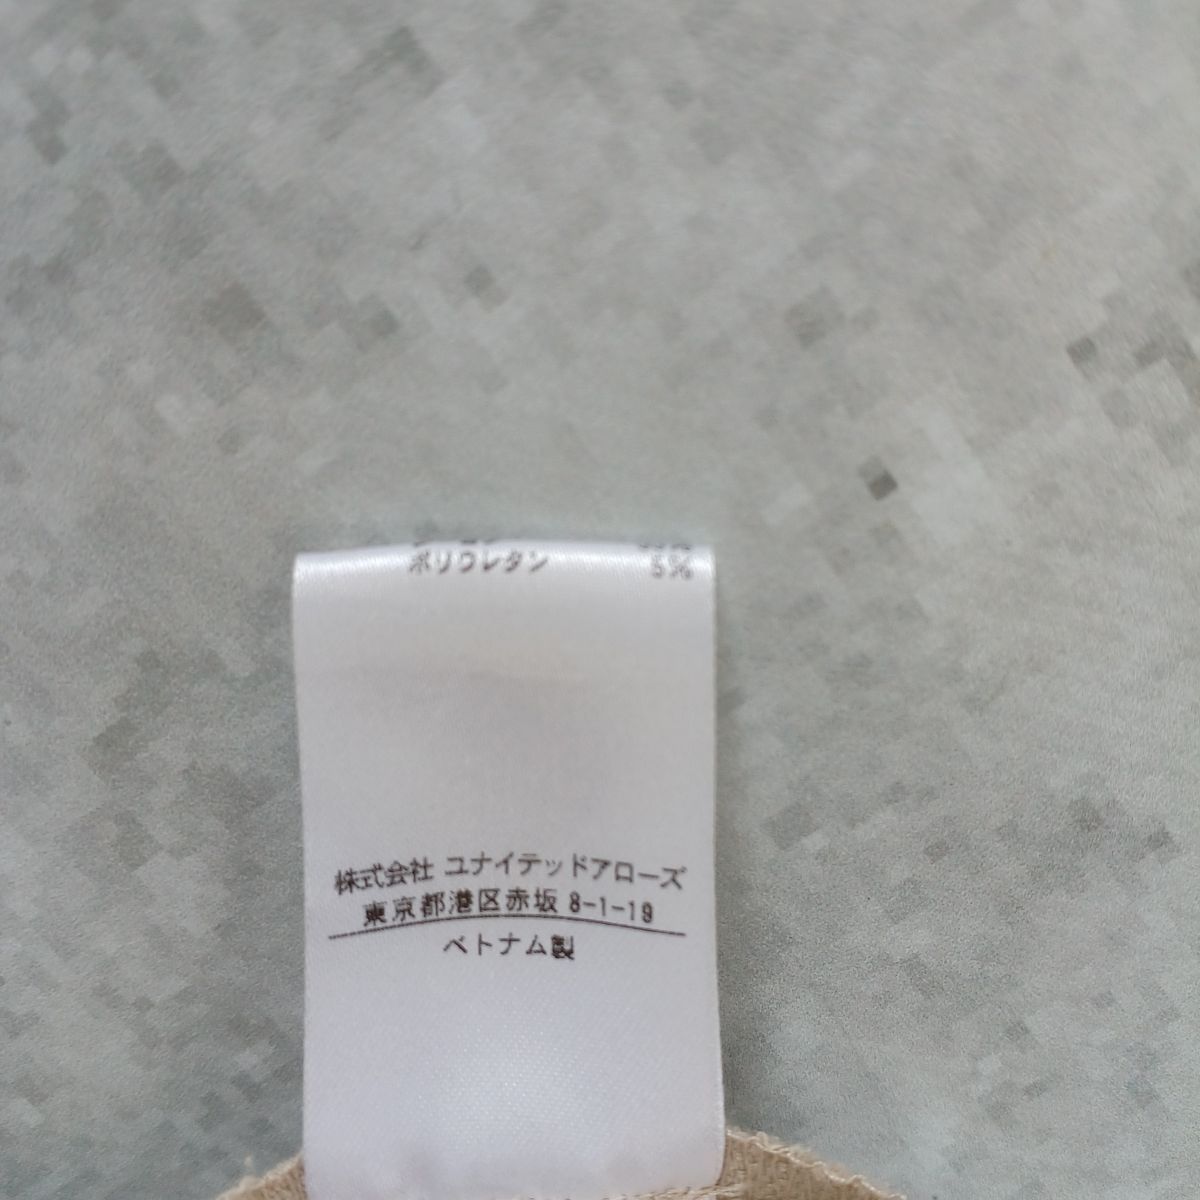 ポリウレタン 5%
株式会社 ユナイテッドアローズ
東京都港区赤坂 8-1-19
ベトナム製